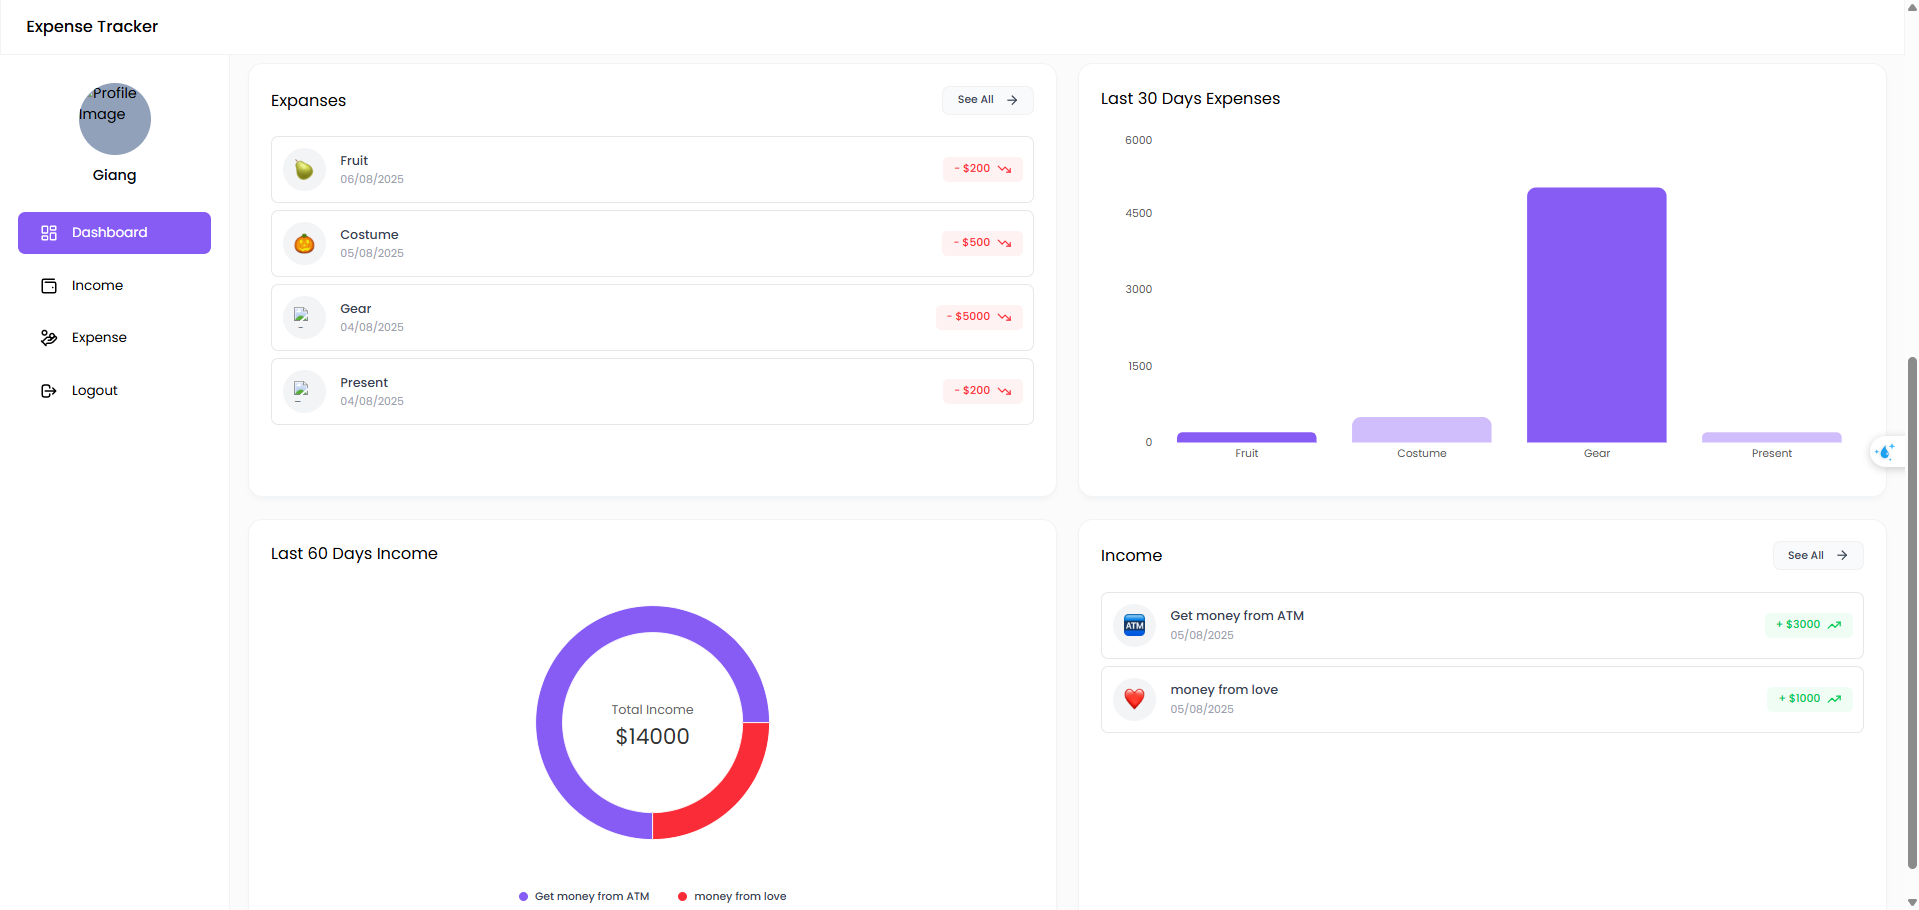 Expense Tracker
Profile
Image
Giang
Dashboard
Income
Expense
Logout
Expanses
See All
Fruit
06/08/2025
- $200
Costume
05/08/2025
- $500
Gear
04/08/2025
- $5000
Present
04/08/2025
- $200
Last 30 Days Expenses
6000
4500
3000
1500
0
Fruit
Costume
Gear
Present
Last 60 Days Income
Total Income
$14000
Get money from ATM
money from love
Income
See All
ATM
Get money from ATM
05/08/2025
+ $3000
money from love
05/08/2025
+ $1000